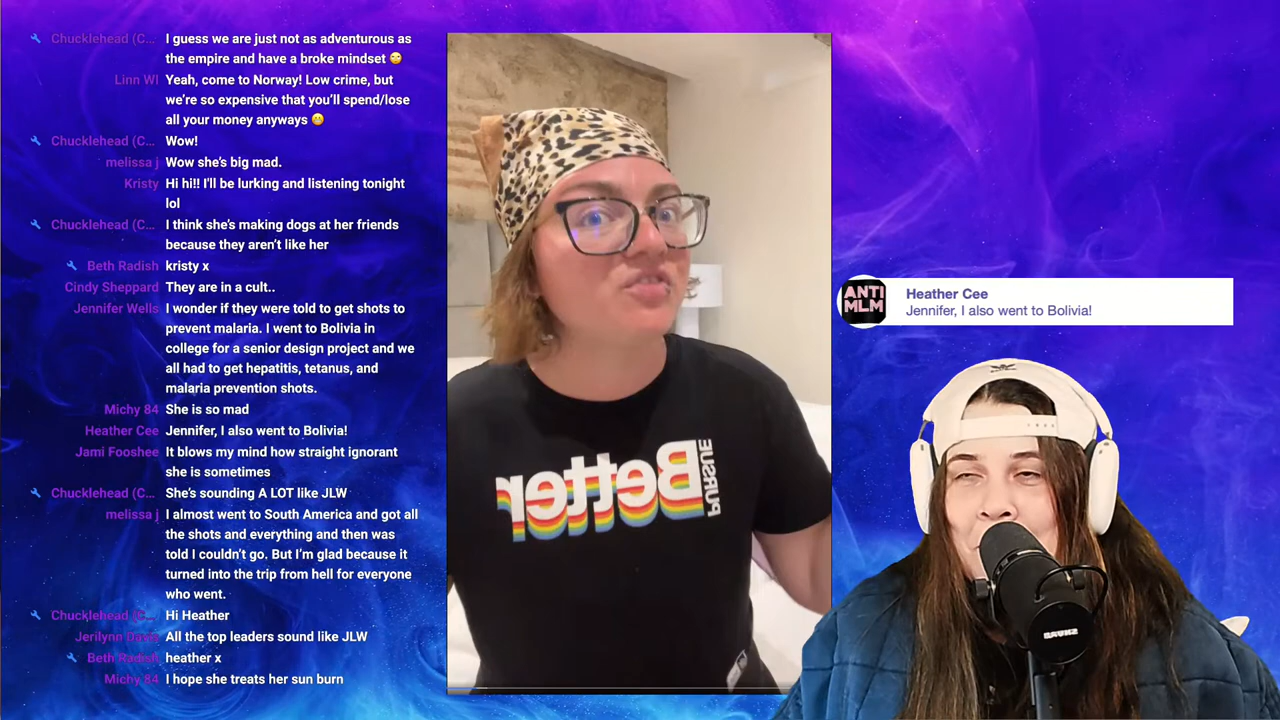 Chucklehead (C... I guess we are just not as adventurous as
the empire and have a broke mindset 🙄
Linn WI Yeah, come to Norway! Low crime, but
we're so expensive that you'll spend/lose
all your money anyways 😬
Chucklehead (C... Wow!
melissa j Wow she's big mad.
Kristy Hi hi!! I'll be lurking and listening tonight
lol
Chucklehead (C... I think she's making dogs at her friends
because they aren't like her
Beth Radish kristy x
Cindy Sheppard They are in a cult..
Jennifer Wells I wonder if they were told to get shots to
prevent malaria. I went to Bolivia in
college for a senior design project and we
all had to get hepatitis, tetanus, and
malaria prevention shots.
Michy 84 She is so mad
Heather Cee Jennifer, I also went to Bolivia!
Jami Fooshee It blows my mind how straight ignorant
she is sometimes
Chucklehead (C... She's sounding A LOT like JLW
melissa j I almost went to South America and got all
the shots and everything and then was
told I couldn't go. But I'm glad because it
turned into the trip from hell for everyone
who went.
Chucklehead (C... Hi Heather
Jerilynn Davis All the top leaders sound like JLW
Beth Radish heather x
Michy 84 I hope she treats her sun burn
PURSUE
Better
ANTI
MLM
Heather Cee
Jennifer, I also went to Bolivia!